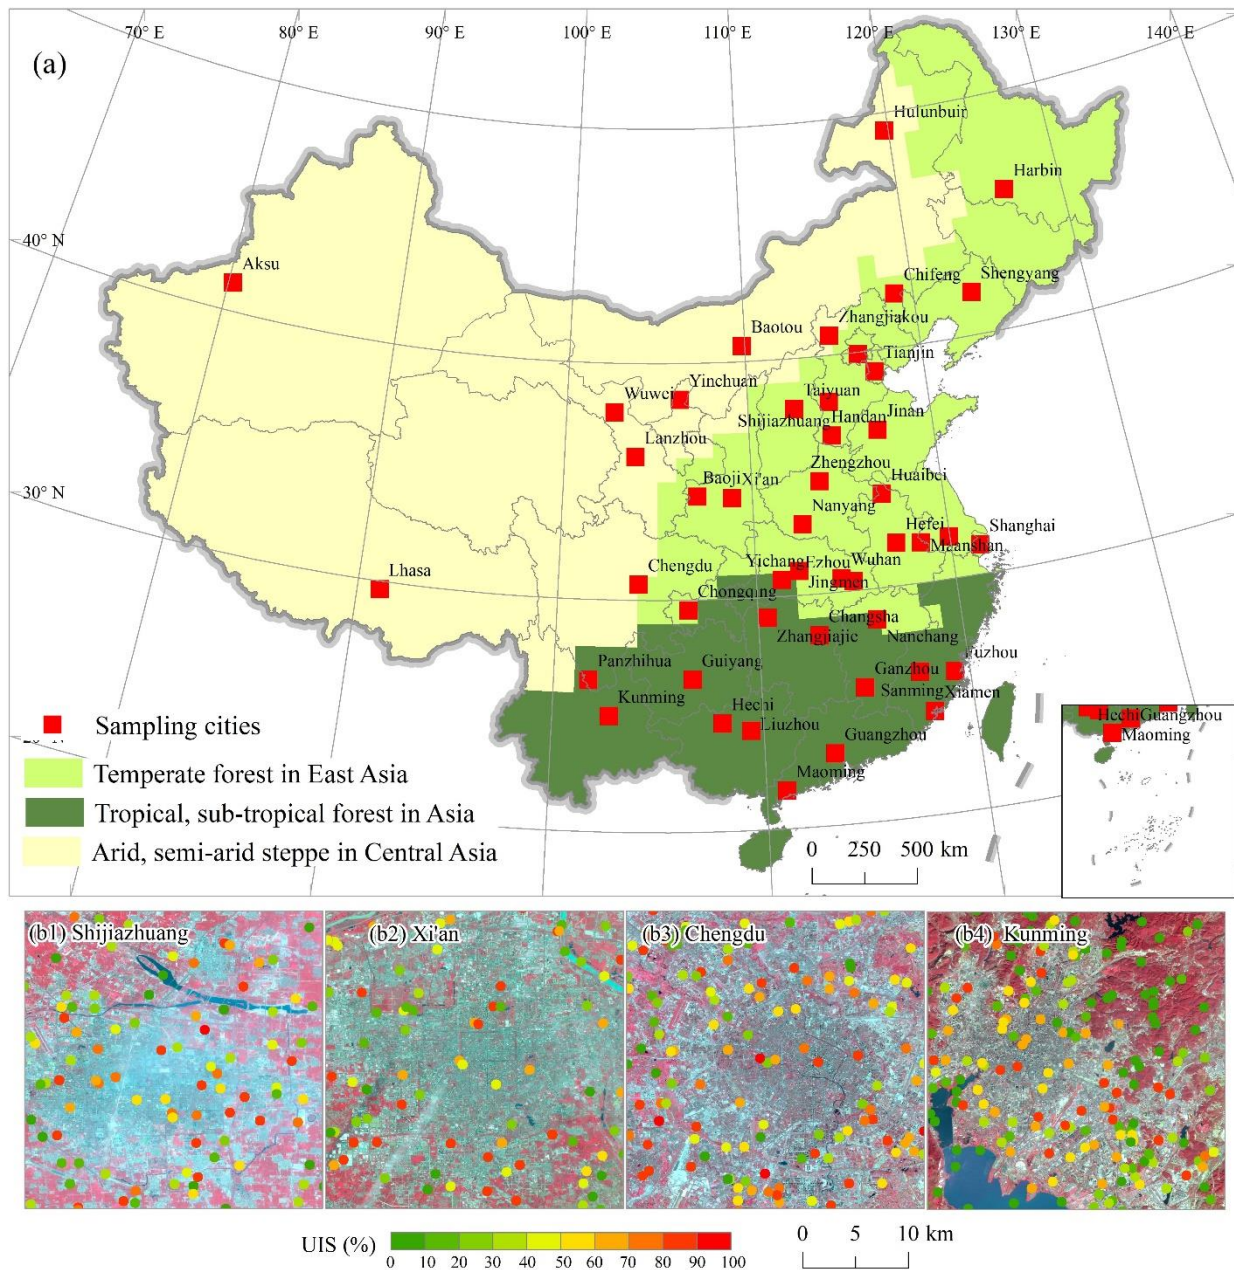 70° E 80° E 90° E 100° E 110° E 120° E 130° E 140° E
(a)
Hulunbuir
Harbin
40° N
Aksu
Chifeng Shengyang
Zhangjiakou
Baotou
Tianjin
Yinchuan
Wuwei
Taiyuan
Shijiazhuang Handan Jinan
Lanzhou
Zhengzhou
Baoji Xi'an Huaibei
30° N
Nanyang
Hefei Shanghai
Maanshan
Yichang Ezhou Wuhan
Lhasa
Chengdu Jingmen
Chongqing
Changsha
Zhangjiajie Nanchang
Fuzhou
Panzhihua Guiyang Ganzhou
Kunming Sanming Xiamen
Hechi
Liuzhou
Sampling cities
Guangzhou
Maoming
Hechi Guangzhou
Maoming
Temperate forest in East Asia
Tropical, sub-tropical forest in Asia
Arid, semi-arid steppe in Central Asia
0 250 500 km
(b1) Shijiazhuang (b2) Xi'an (b3) Chengdu (b4) Kunming
UIS (%)
0 10 20 30 40 50 60 70 80 90 100
0 5 10 km